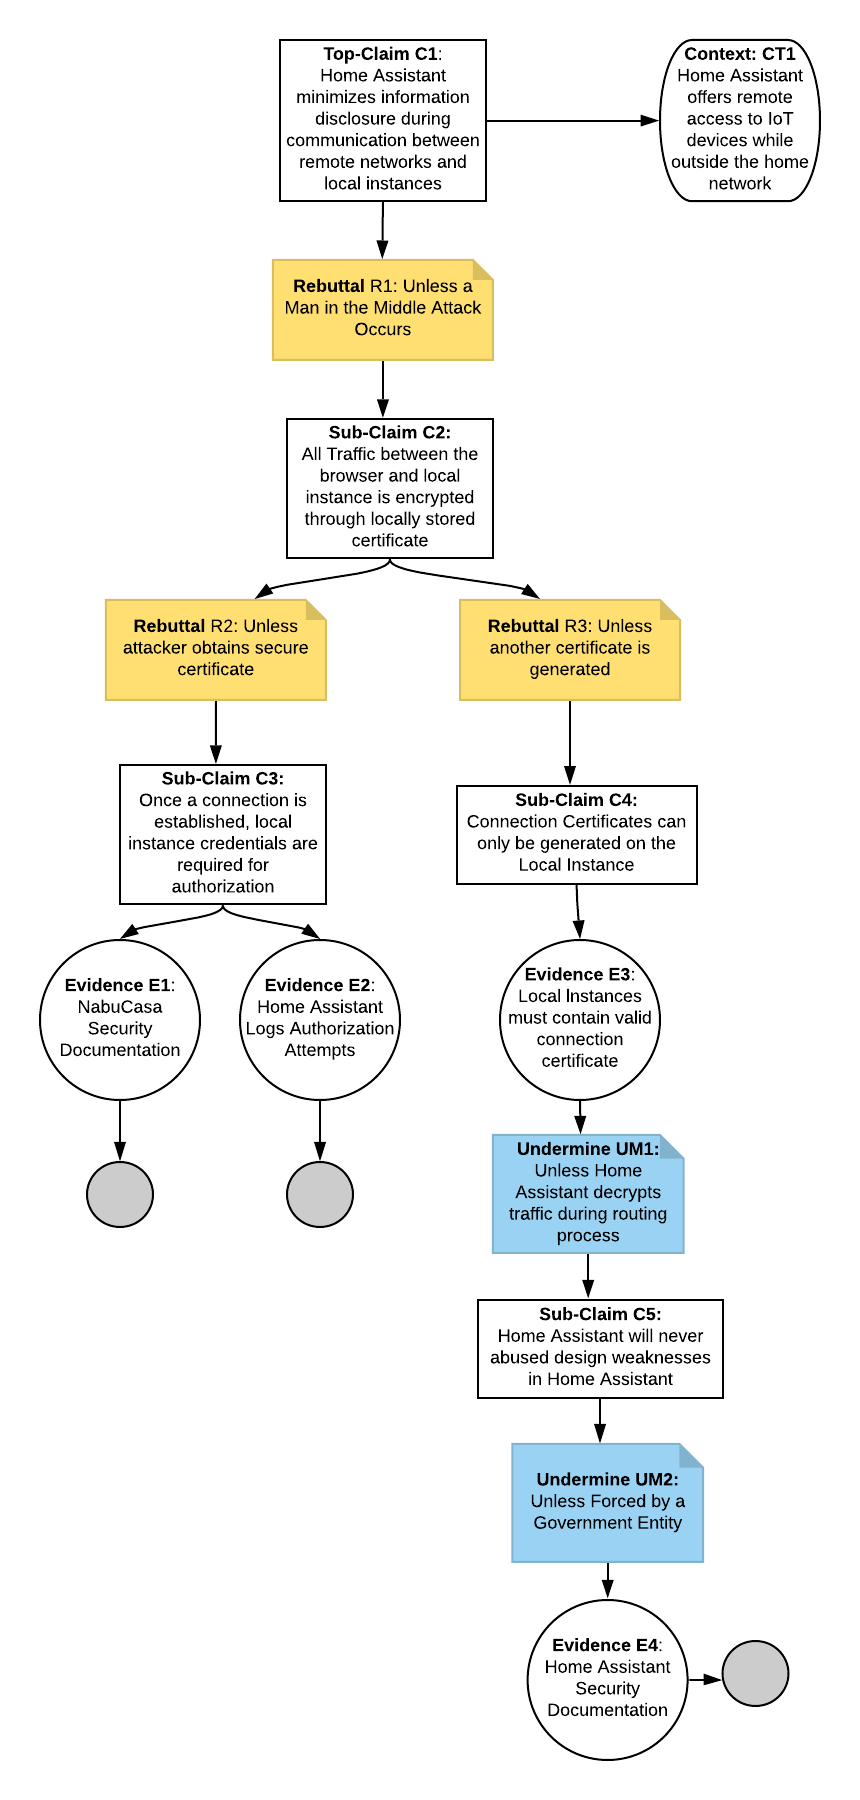 Top-Claim C1:
Home Assistant
minimizes information
disclosure during
communication between
remote networks and
local instances
Context: CT1
Home Assistant
offers remote
access to IoT
devices while
outside the home
network
Rebuttal R1: Unless a
Man in the Middle Attack
Occurs
Sub-Claim C2:
All Traffic between the
browser and local
instance is encrypted
through locally stored
certificate
Rebuttal R2: Unless
attacker obtains secure
certificate
Rebuttal R3: Unless
another certificate is
generated
Sub-Claim C3:
Once a connection is
established, local
instance credentials are
required for
authorization
Sub-Claim C4:
Connection Certificates can
only be generated on the
Local Instance
Evidence E1:
NabuCasa
Security
Documentation
Evidence E2:
Home Assistant
Logs Authorization
Attempts
Evidence E3:
Local Instances
must contain valid
connection
certificate
Undermine UM1:
Unless Home
Assistant decrypts
traffic during routing
process
Sub-Claim C5:
Home Assistant will never
abused design weaknesses
in Home Assistant
Undermine UM2:
Unless Forced by a
Government Entity
Evidence E4:
Home Assistant
Security
Documentation